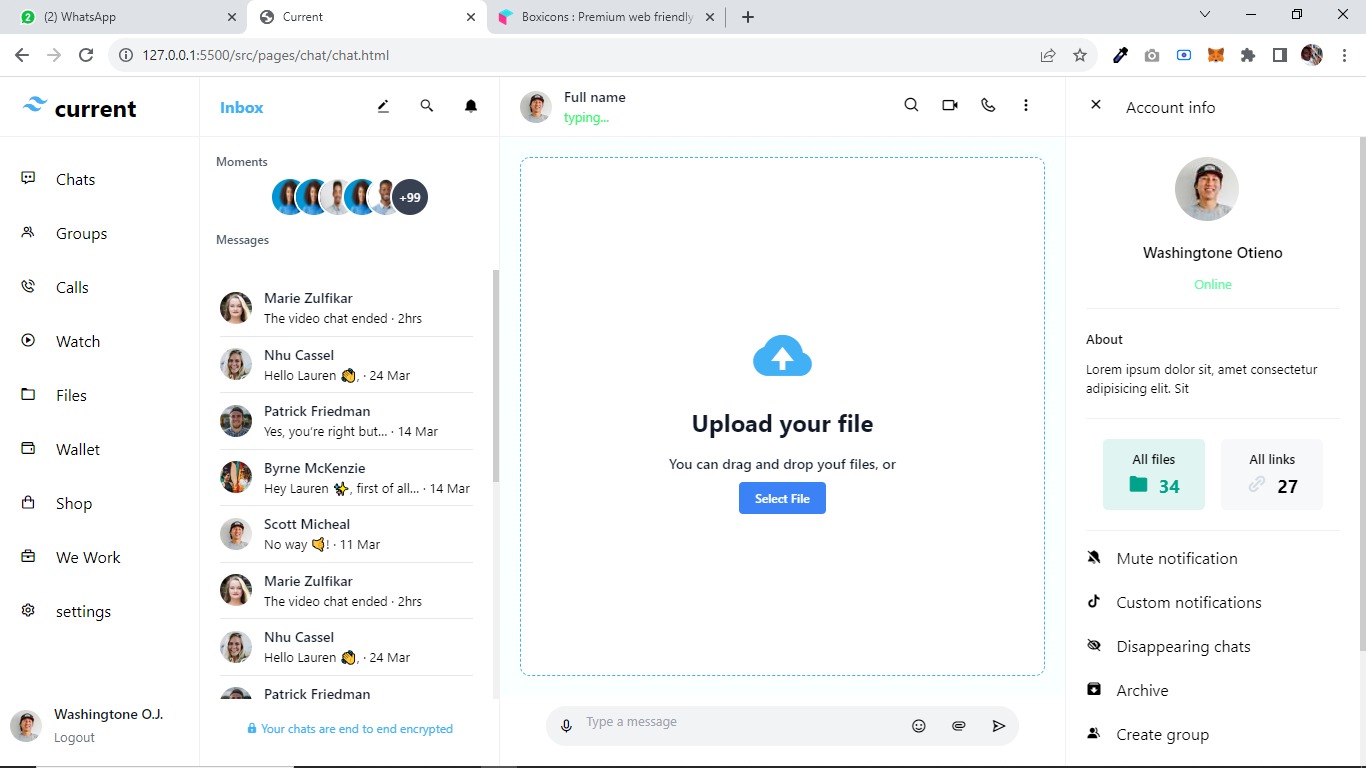 (2) WhatsApp
Current
Boxicons : Premium web friendly
127.0.0.1:5500/src/pages/chat/chat.html
current
Chats
Groups
Calls
Watch
Files
Wallet
Shop
We Work
settings
Washingtone O.J.
Logout
Inbox
Moments
+99
Messages
Marie Zulfikar
The video chat ended · 2hrs
Nhu Cassel
Hello Lauren 👏, · 24 Mar
Patrick Friedman
Yes, you're right but... · 14 Mar
Byrne McKenzie
Hey Lauren ✨, first of all... · 14 Mar
Scott Micheal
No way 🤙! · 11 Mar
Marie Zulfikar
The video chat ended · 2hrs
Nhu Cassel
Hello Lauren 👏, · 24 Mar
Patrick Friedman
Your chats are end to end encrypted
Full name
typing...
Upload your file
You can drag and drop youf files, or
Select File
Type a message
Account info
Washingtone Otieno
Online
About
Lorem ipsum dolor sit, amet consectetur
adipisicing elit. Sit
All files
34
All links
27
Mute notification
Custom notifications
Disappearing chats
Archive
Create group